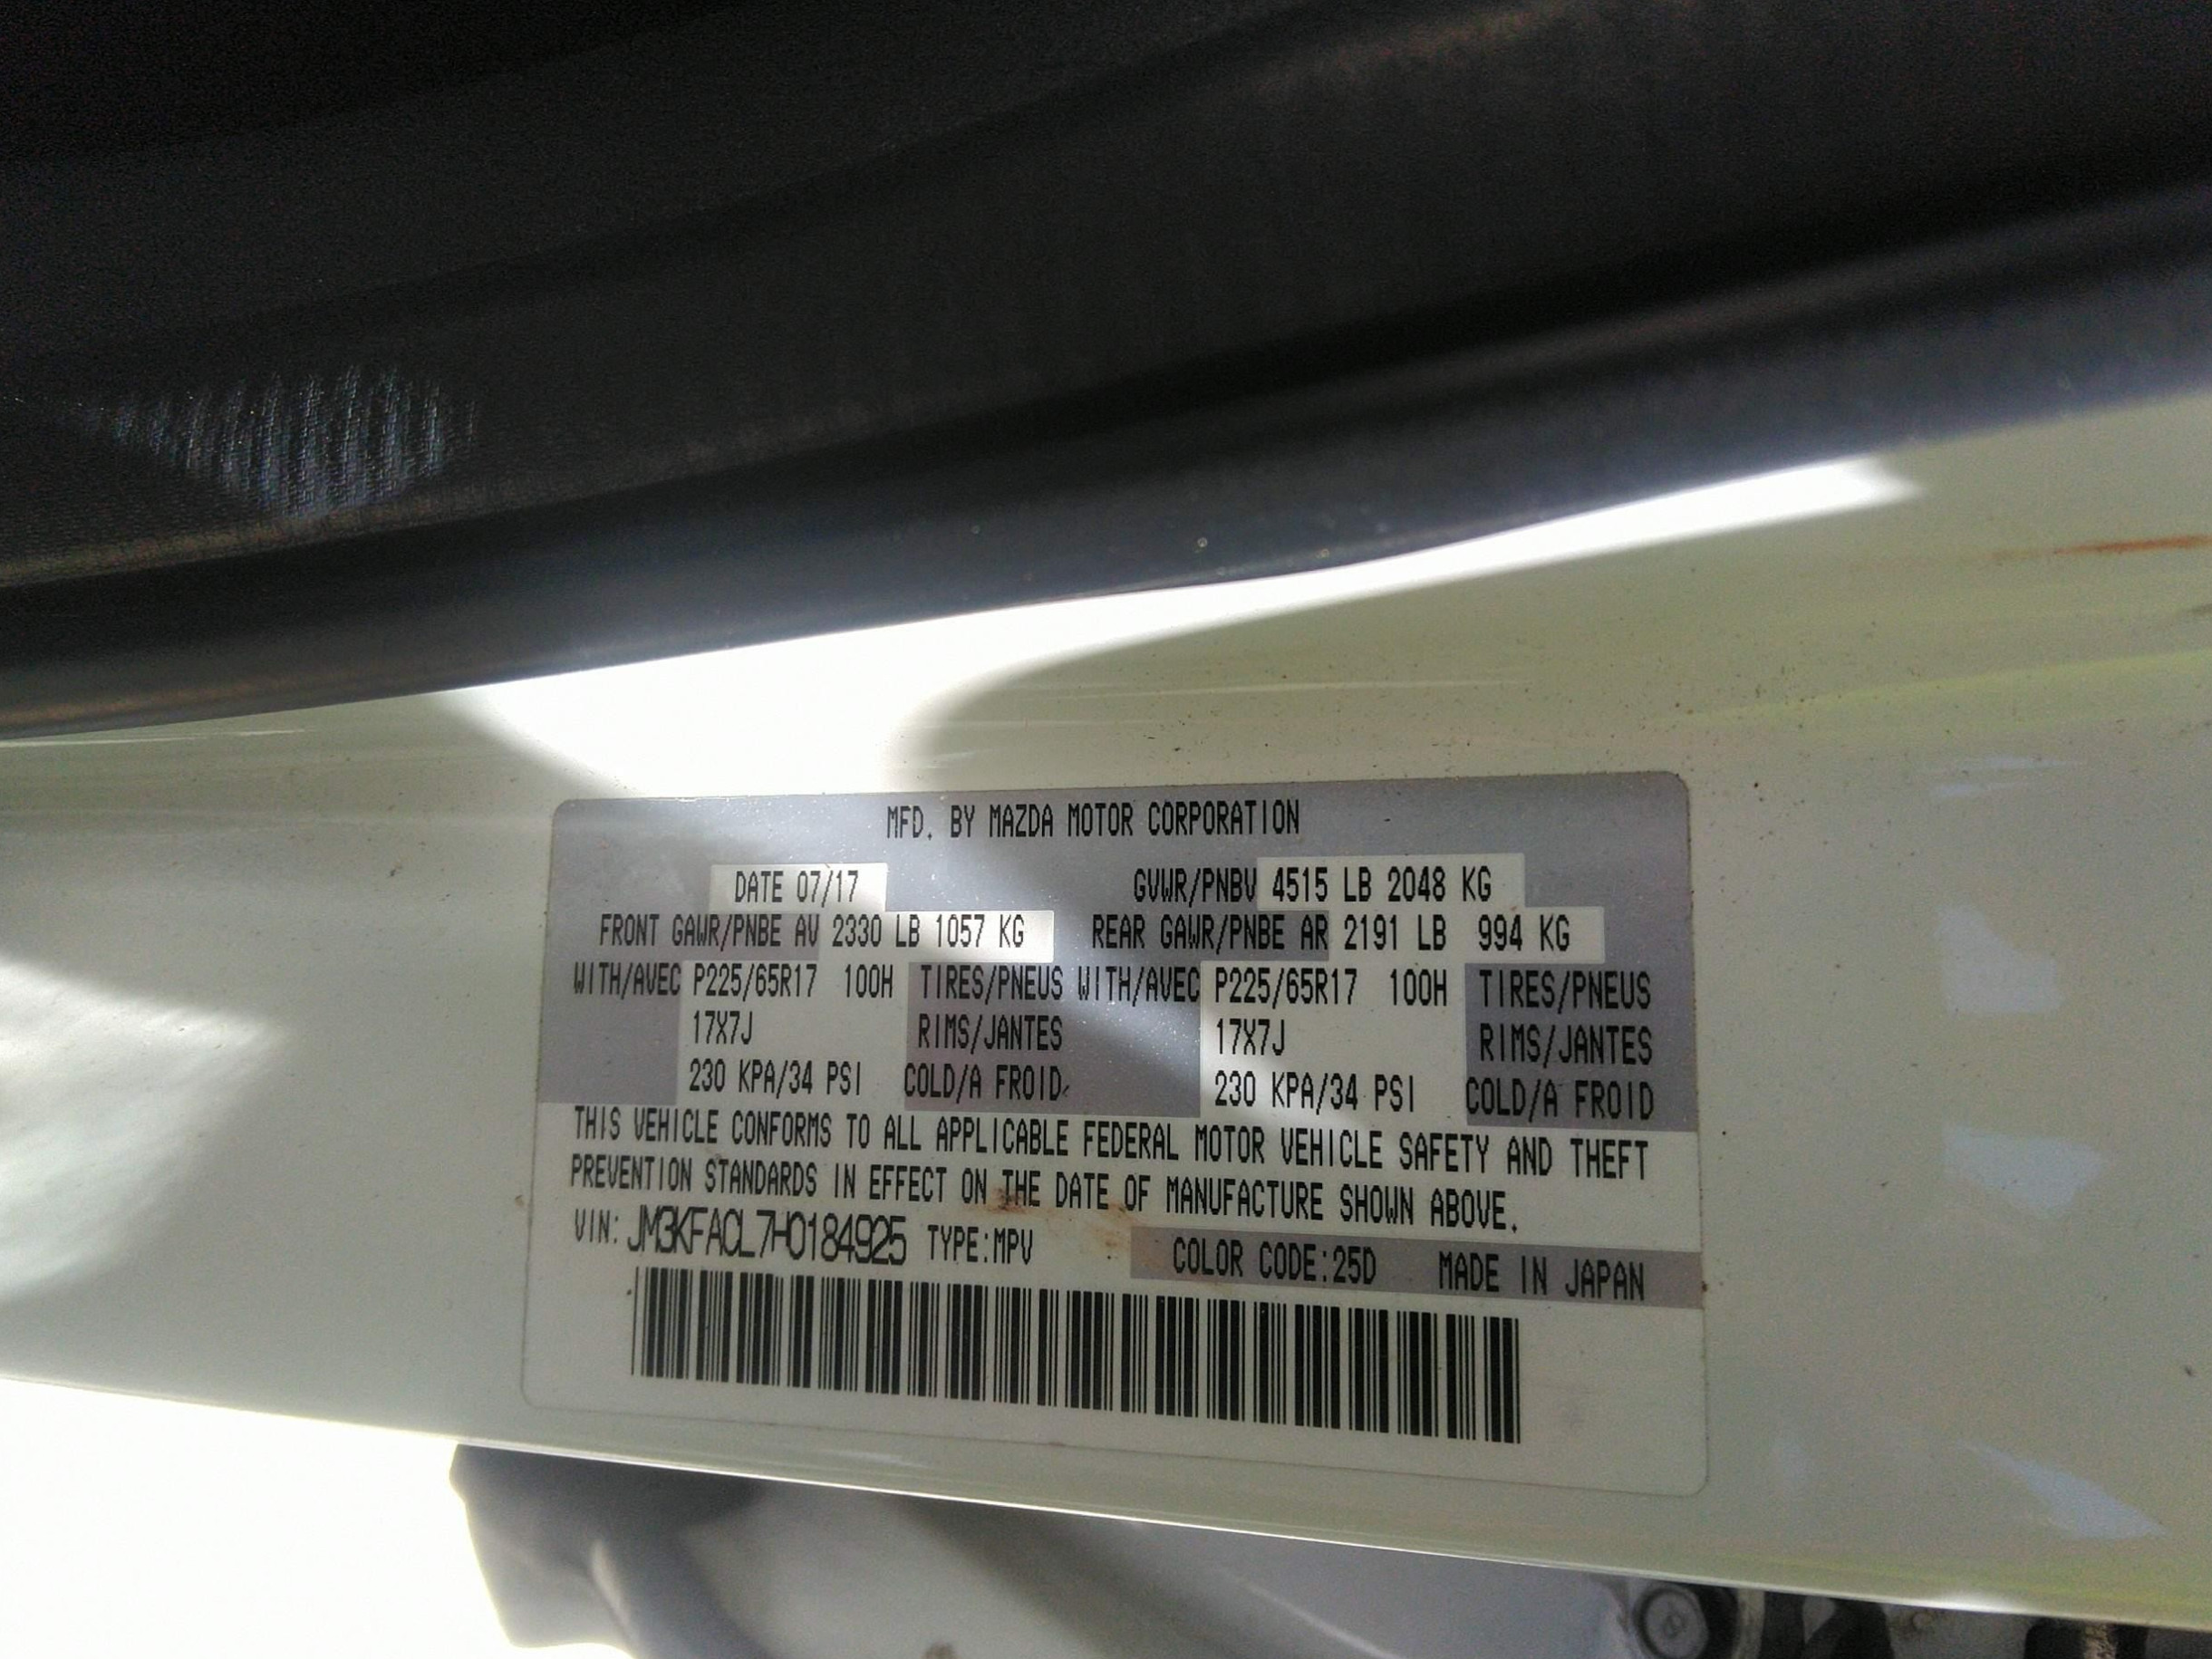 MFD. BY MAZDA MOTOR CORPORATION
DATE 07/17 GVWR/PNBV 4515 LB 2048 KG
FRONT GAWR/PNBE AV 2330 LB 1057 KG REAR GAWR/PNBE AR 2191 LB 994 KG
WITH/AVEC P225/65R17 100H TIRES/PNEUS WITH/AVEC P225/65R17 100H TIRES/PNEUS
17X7J RIMS/JANTES 17X7J RIMS/JANTES
230 KPA/34 PSI COLD/A FROID 230 KPA/34 PSI COLD/A FROID
THIS VEHICLE CONFORMS TO ALL APPLICABLE FEDERAL MOTOR VEHICLE SAFETY AND THEFT
PREVENTION STANDARDS IN EFFECT ON THE DATE OF MANUFACTURE SHOWN ABOVE.
VIN: JM3KFACL7H0184925 TYPE:MPV COLOR CODE:25D MADE IN JAPAN